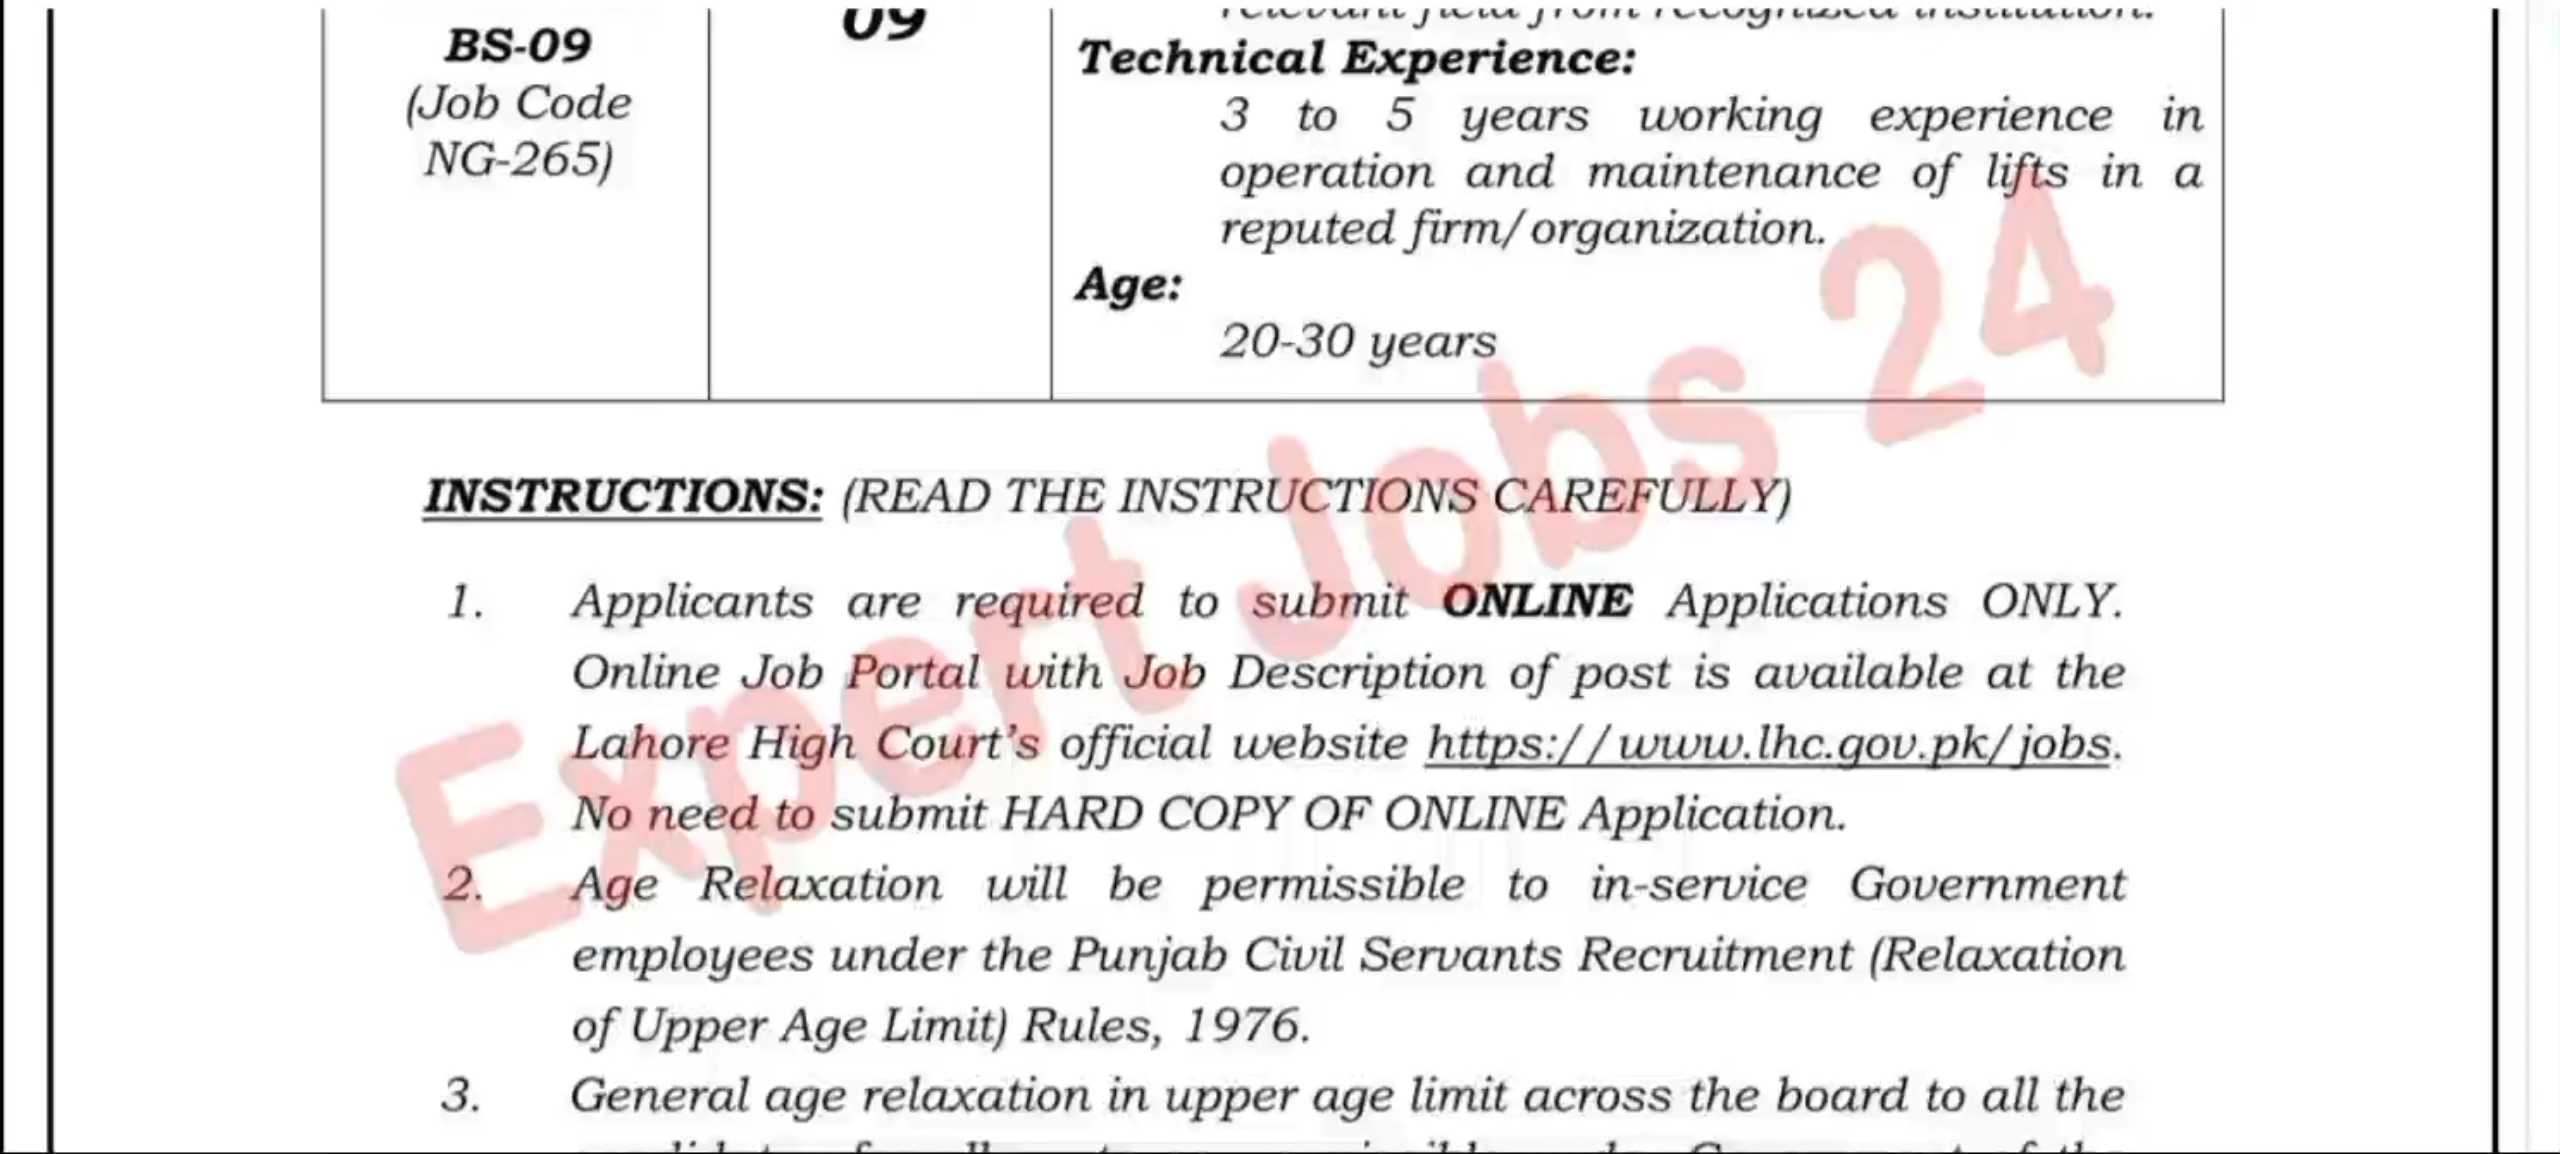 BS-09
(Job Code
NG-265)
09
relevant field from recognized institution.
Technical Experience:
3 to 5 years working experience in
operation and maintenance of lifts in a
reputed firm/organization.
Age:
20-30 years
INSTRUCTIONS: (READ THE INSTRUCTIONS CAREFULLY)
1. Applicants are required to submit ONLINE Applications ONLY.
Online Job Portal with Job Description of post is available at the
Lahore High Court's official website https://www.lhc.gov.pk/jobs.
No need to submit HARD COPY OF ONLINE Application.
2. Age Relaxation will be permissible to in-service Government
employees under the Punjab Civil Servants Recruitment (Relaxation
of Upper Age Limit) Rules, 1976.
3. General age relaxation in upper age limit across the board to all the
Expert Jobs 24